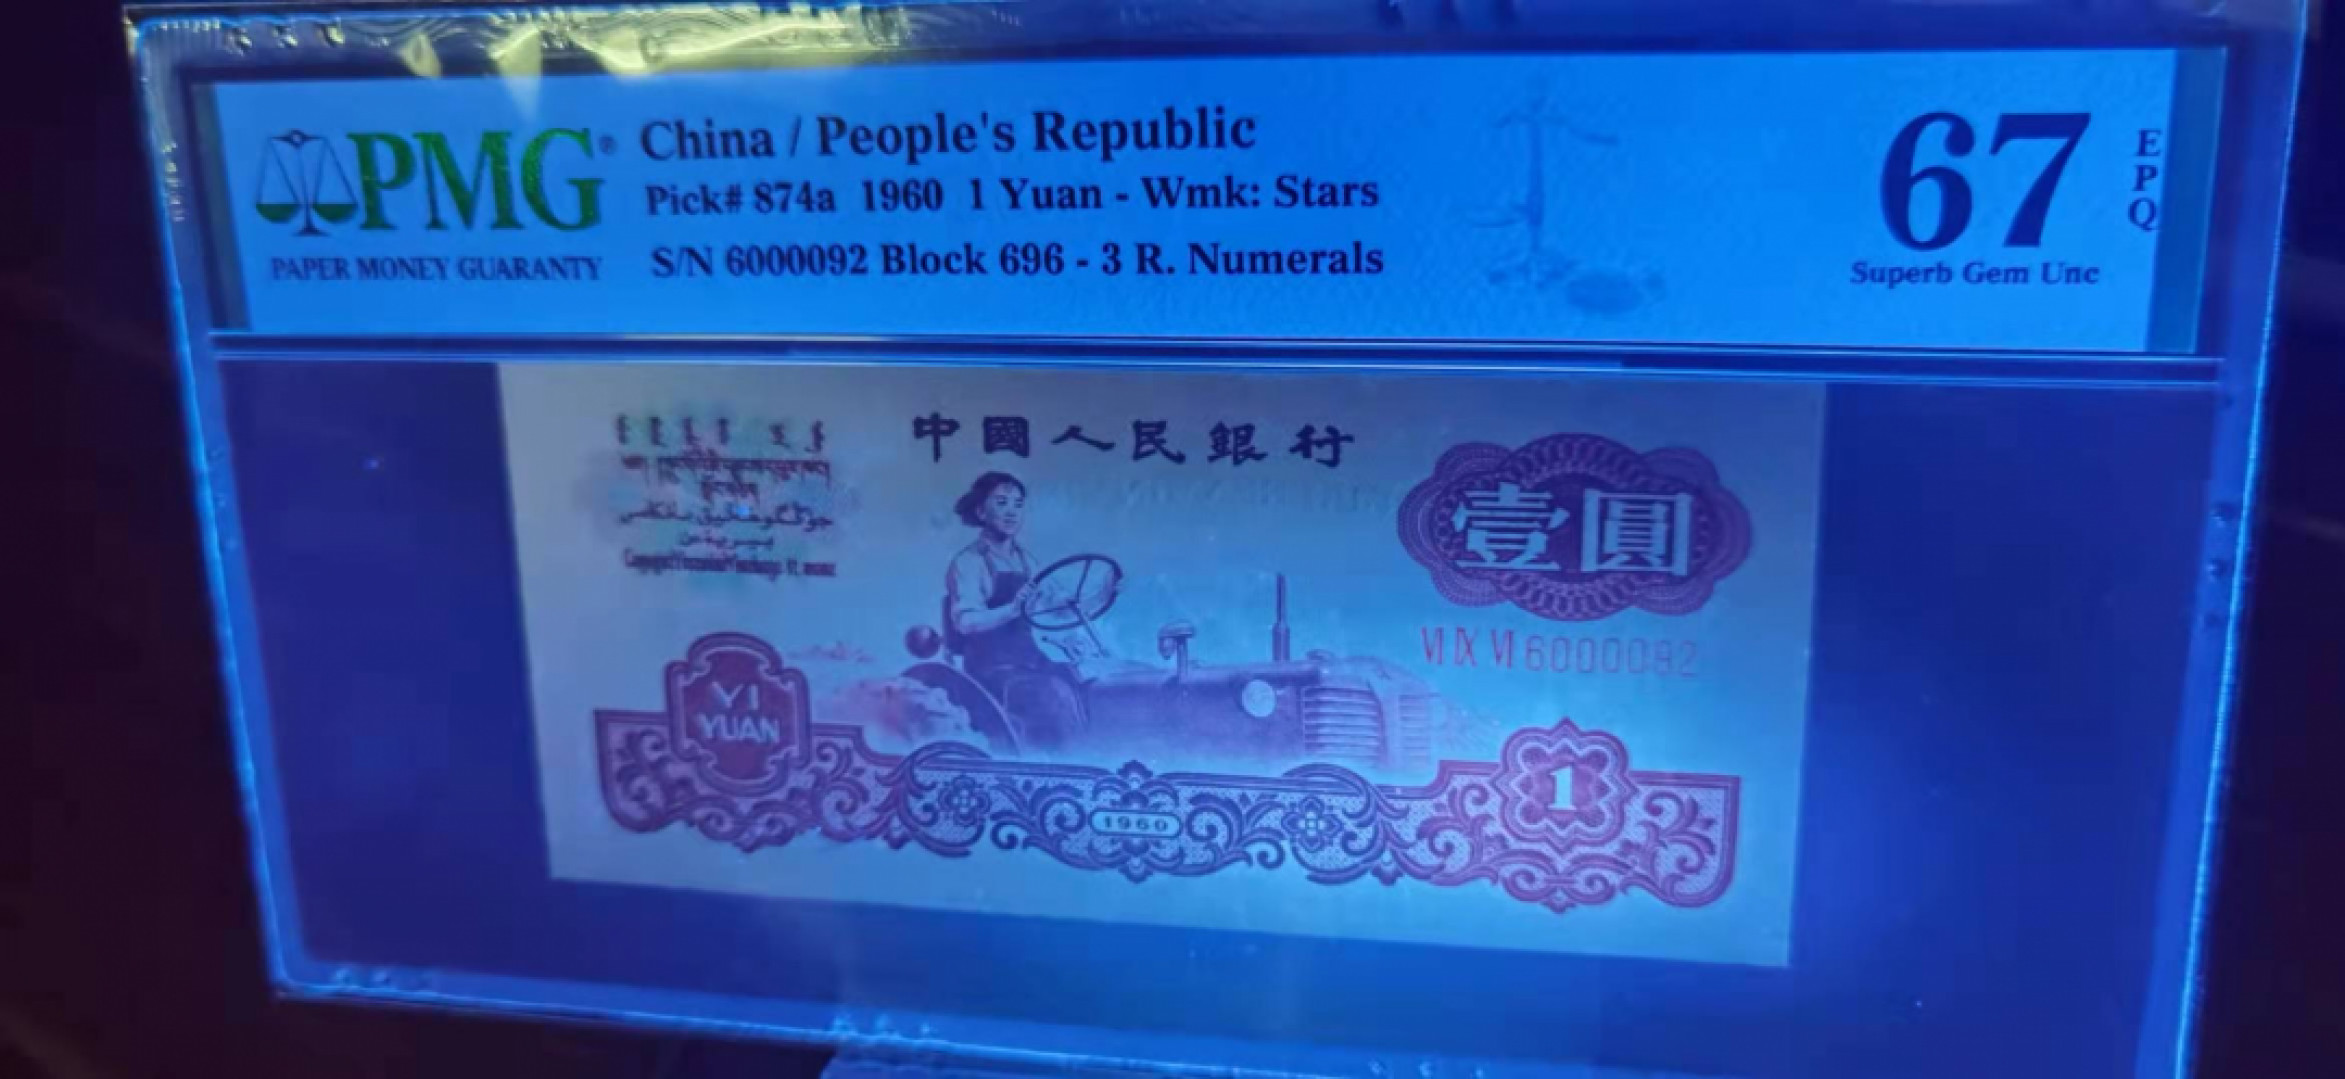 PMG®
PAPER MONEY GUARANTY
China / People's Republic
Pick# 874a 1960 1 Yuan - Wmk: Stars
S/N 6000092 Block 696 - 3 R. Numerals
67
EPQ
Superb Gem Unc
中國人民銀行
壹圓
VI IX VI 6000092
YI
YUAN
1960
1